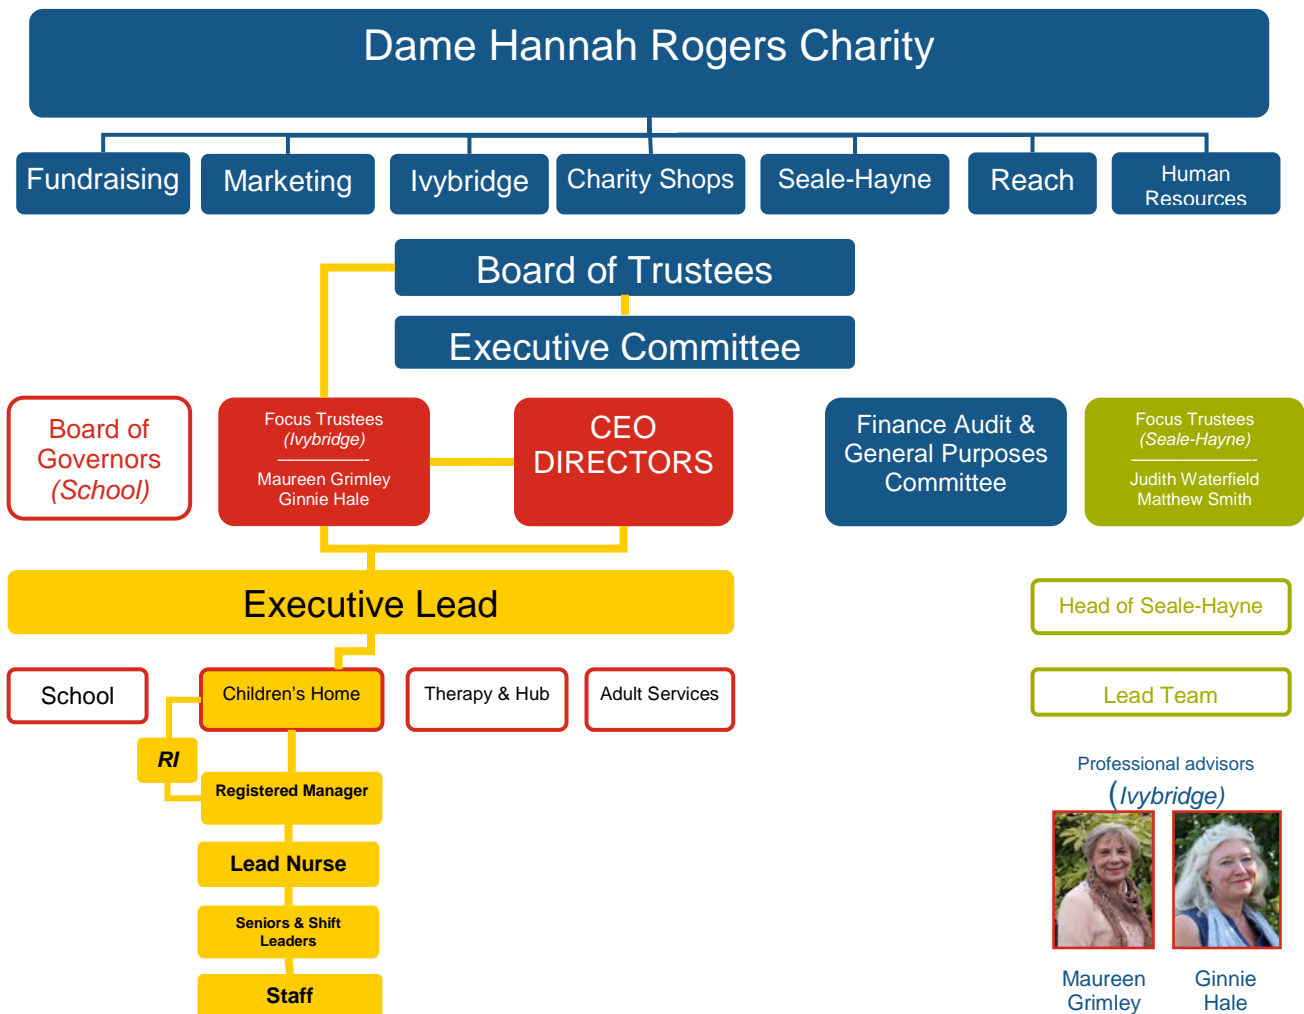 Dame Hannah Rogers Charity
Fundraising
Marketing
Ivybridge
Charity Shops
Seale-Hayne
Reach
Human
Resources
Board of Trustees
Executive Committee
Board of
Governors
(School)
Focus Trustees
(Ivybridge)
Maureen Grimley
Ginnie Hale
CEO
DIRECTORS
Finance Audit &
General Purposes
Committee
Focus Trustees
(Seale-Hayne)
Judith Waterfield
Matthew Smith
Executive Lead
Head of Seale-Hayne
School
Children's Home
Therapy & Hub
Adult Services
Lead Team
RI
Registered Manager
Lead Nurse
Seniors & Shift
Leaders
Staff
Professional advisors
(Ivybridge)
Maureen
Grimley
Ginnie
Hale